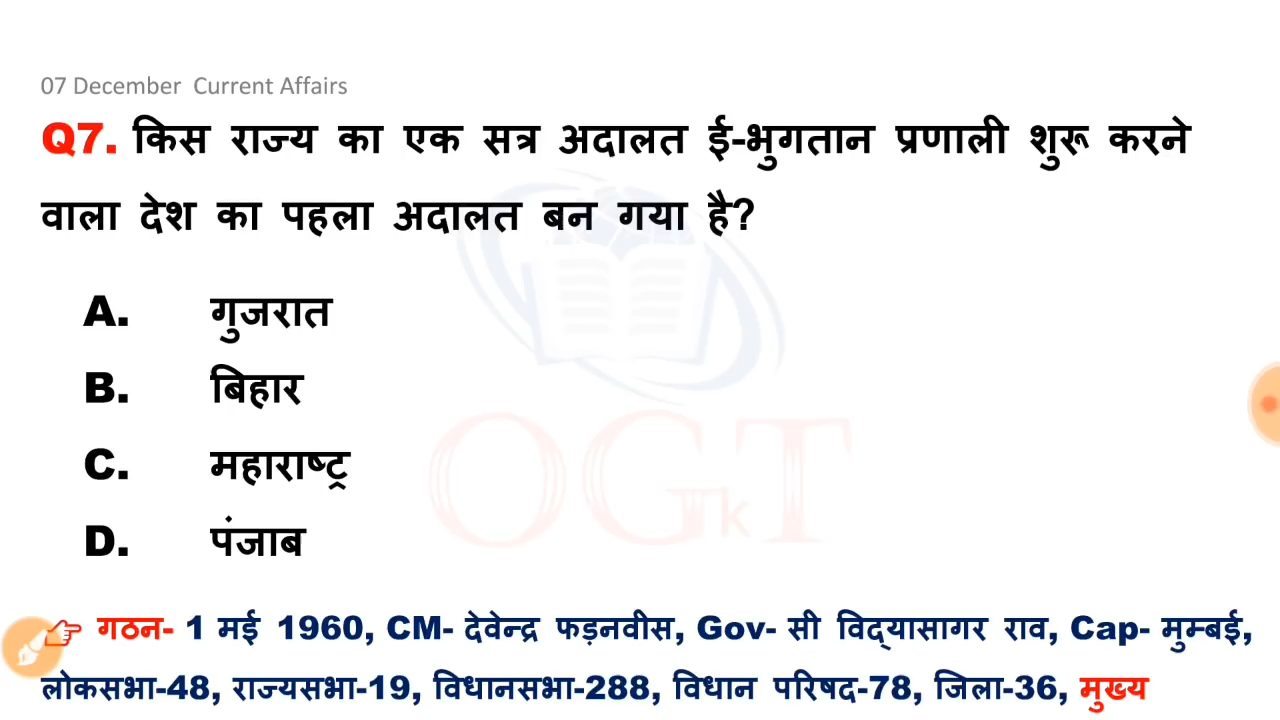 07 December Current Affairs
Q7. किस राज्य का एक सत्र अदालत ई-भुगतान प्रणाली शुरू करने
वाला देश का पहला अदालत बन गया है?
A. गुजरात
B. बिहार
C. महाराष्ट्र
D. पंजाब
OGT
k
गठन- 1 मई 1960, CM- देवेन्द्र फड़नवीस, Gov- सी विद्यासागर राव, Cap- मुम्बई,
लोकसभा-48, राज्यसभा-19, विधानसभा-288, विधान परिषद-78, जिला-36, मुख्य